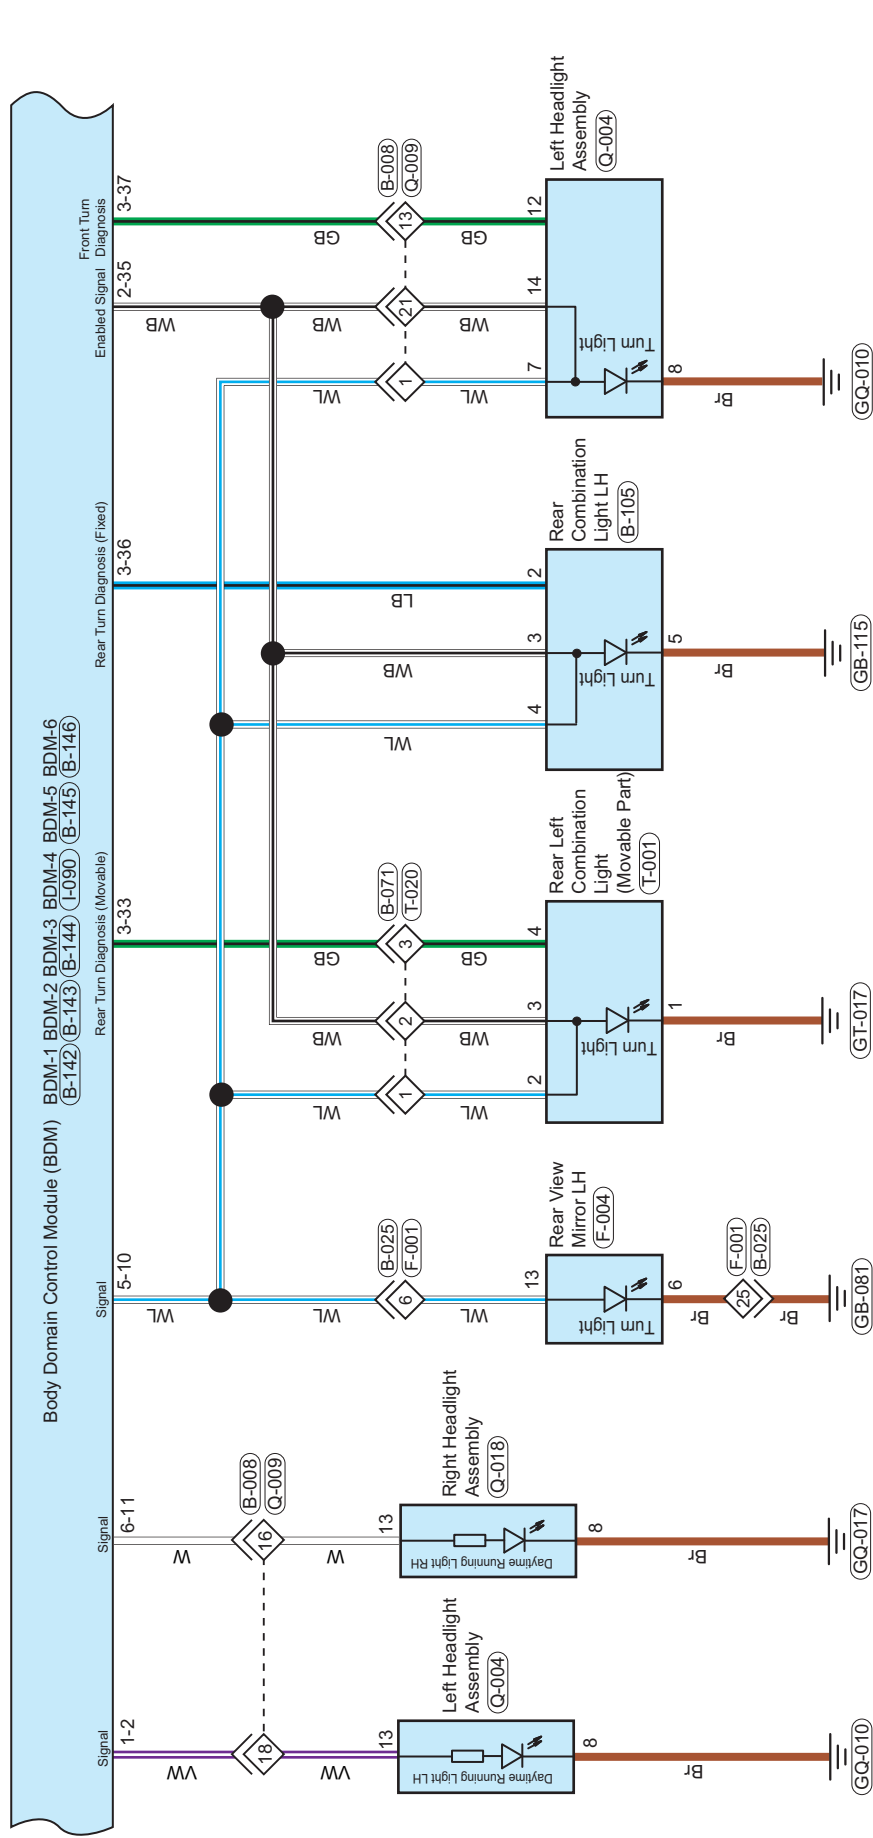 Body Domain Control Module (BDM)
BDM-1 BDM-2 BDM-3 BDM-4 BDM-5 BDM-6
B-142 B-143 B-144 I-090 B-145 B-146
Signal
Signal
Signal
Rear Turn Diagnosis (Movable)
Rear Turn Diagnosis (Fixed)
Enabled Signal
Front Turn
Diagnosis
1-2
6-11
5-10
3-33
3-36
2-35
3-37
VW
W
WL
WB
B-008
Q-009
18
16
VW
W
13
13
Left Headlight
Assembly
Q-004
Daytime Running Light LH
8
Br
GQ-010
Right Headlight
Assembly
Q-018
Daytime Running Light RH
8
Br
GQ-017
WL
B-025
F-001
6
WL
13
Rear View
Mirror LH
F-004
Turn Light
6
Br
F-001
B-025
25
Br
GB-081
WL
WB
GB
B-071
T-020
1
2
3
WL
WB
GB
2
3
4
Rear Left
Combination
Light
(Movable Part)
T-001
Turn Light
1
Br
GT-017
WL
WB
LB
4
3
2
Rear
Combination
Light LH
B-105
Turn Light
5
Br
GB-115
WL
WB
GB
B-008
Q-009
1
21
13
WL
WB
GB
7
14
12
Left Headlight
Assembly
Q-004
Turn Light
8
Br
GQ-010